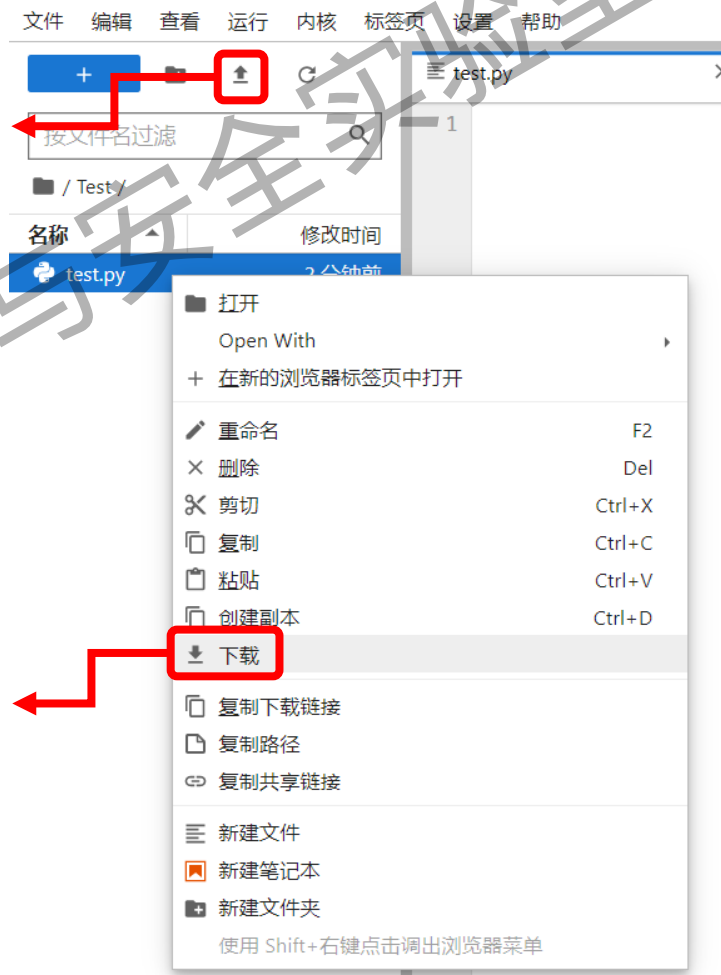 文件 编辑 查看 运行 内核 标签页 设置 帮助
+
test.py
按文件名过滤
1
/ Test /
名称 修改时间
test.py 2 分钟前
打开
Open With
在新的浏览器标签页中打开
重命名 F2
删除 Del
剪切 Ctrl+X
复制 Ctrl+C
粘贴 Ctrl+V
创建副本 Ctrl+D
下载
复制下载链接
复制路径
复制共享链接
新建文件
新建笔记本
新建文件夹
使用 Shift+右键点击调出浏览器菜单
与安全实验室